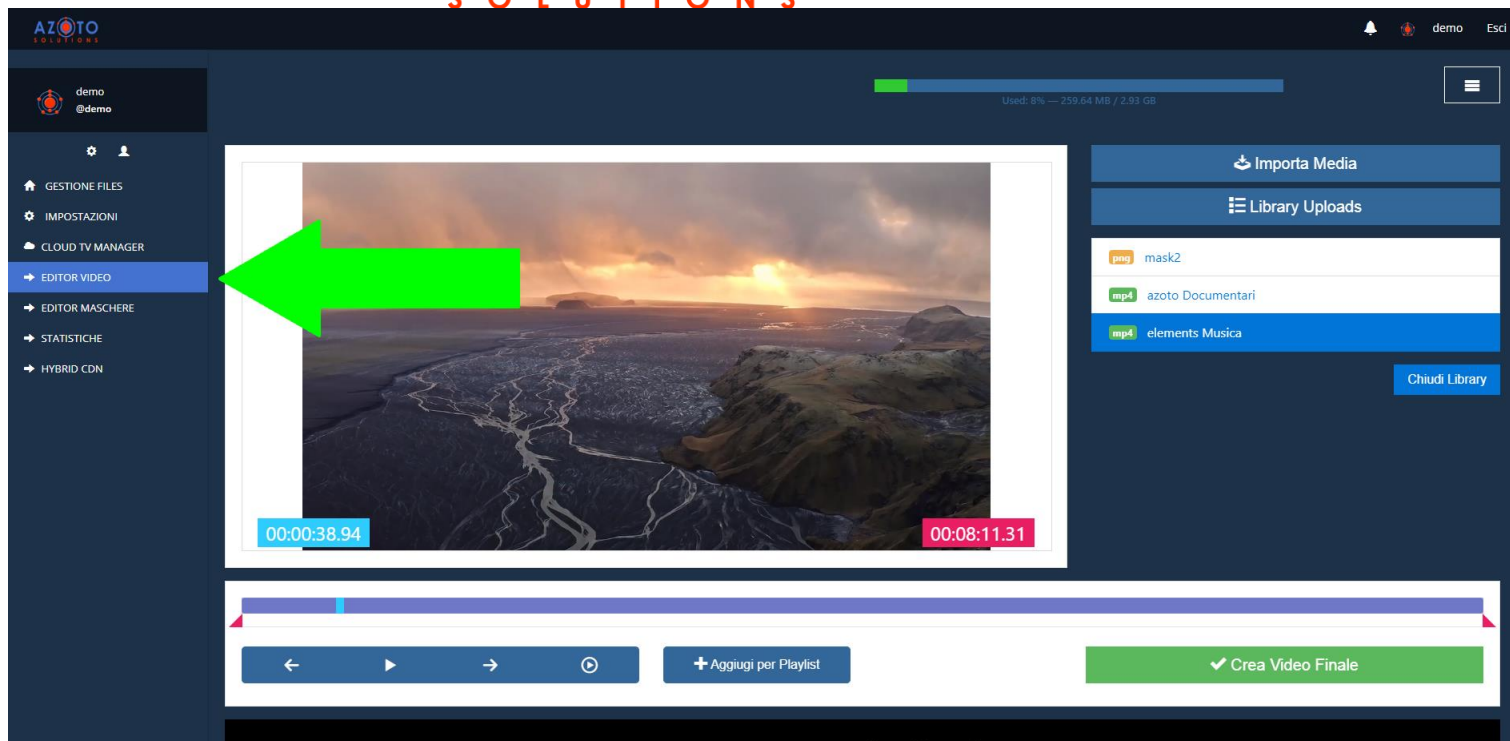 SOLUTIONS
AZOTO
SOLUTIONS
demo
Esci
demo
@demo
Used: 8% — 259.64 MB / 2.93 GB
GESTIONE FILES
IMPOSTAZIONI
CLOUD TV MANAGER
EDITOR VIDEO
EDITOR MASCHERE
STATISTICHE
HYBRID CDN
Importa Media
Library Uploads
png mask2
mp4 azoto Documentari
mp4 elements Musica
Chiudi Library
00:00:38.94
00:08:11.31
Aggiugi per Playlist
Crea Video Finale